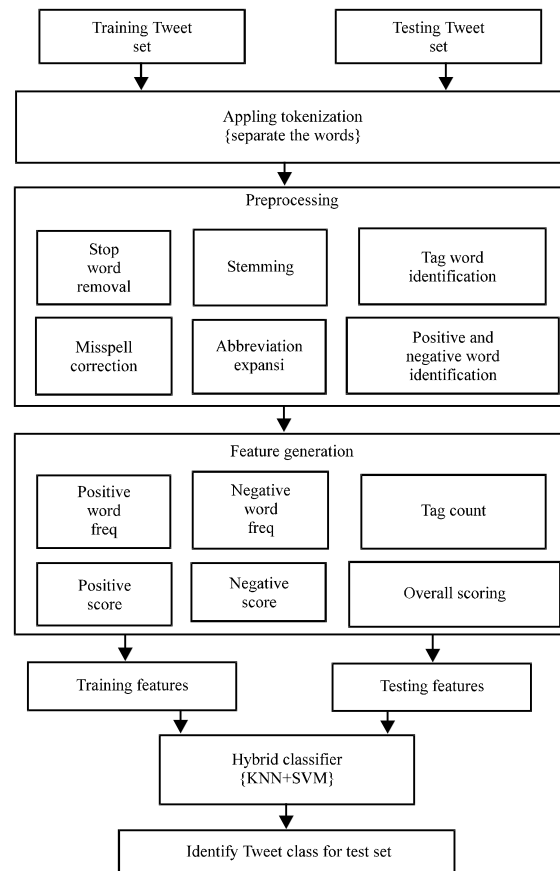 Training Tweet
set
Testing Tweet
set
Appling tokenization
{separate the words}
Preprocessing
Stop
word
removal
Stemming
Tag word
identification
Misspell
correction
Abbreviation
expansi
Positive and
negative word
identification
Feature generation
Positive
word
freq
Negative
word
freq
Tag count
Positive
score
Negative
score
Overall scoring
Training features
Testing features
Hybrid classifier
{KNN+SVM}
Identify Tweet class for test set